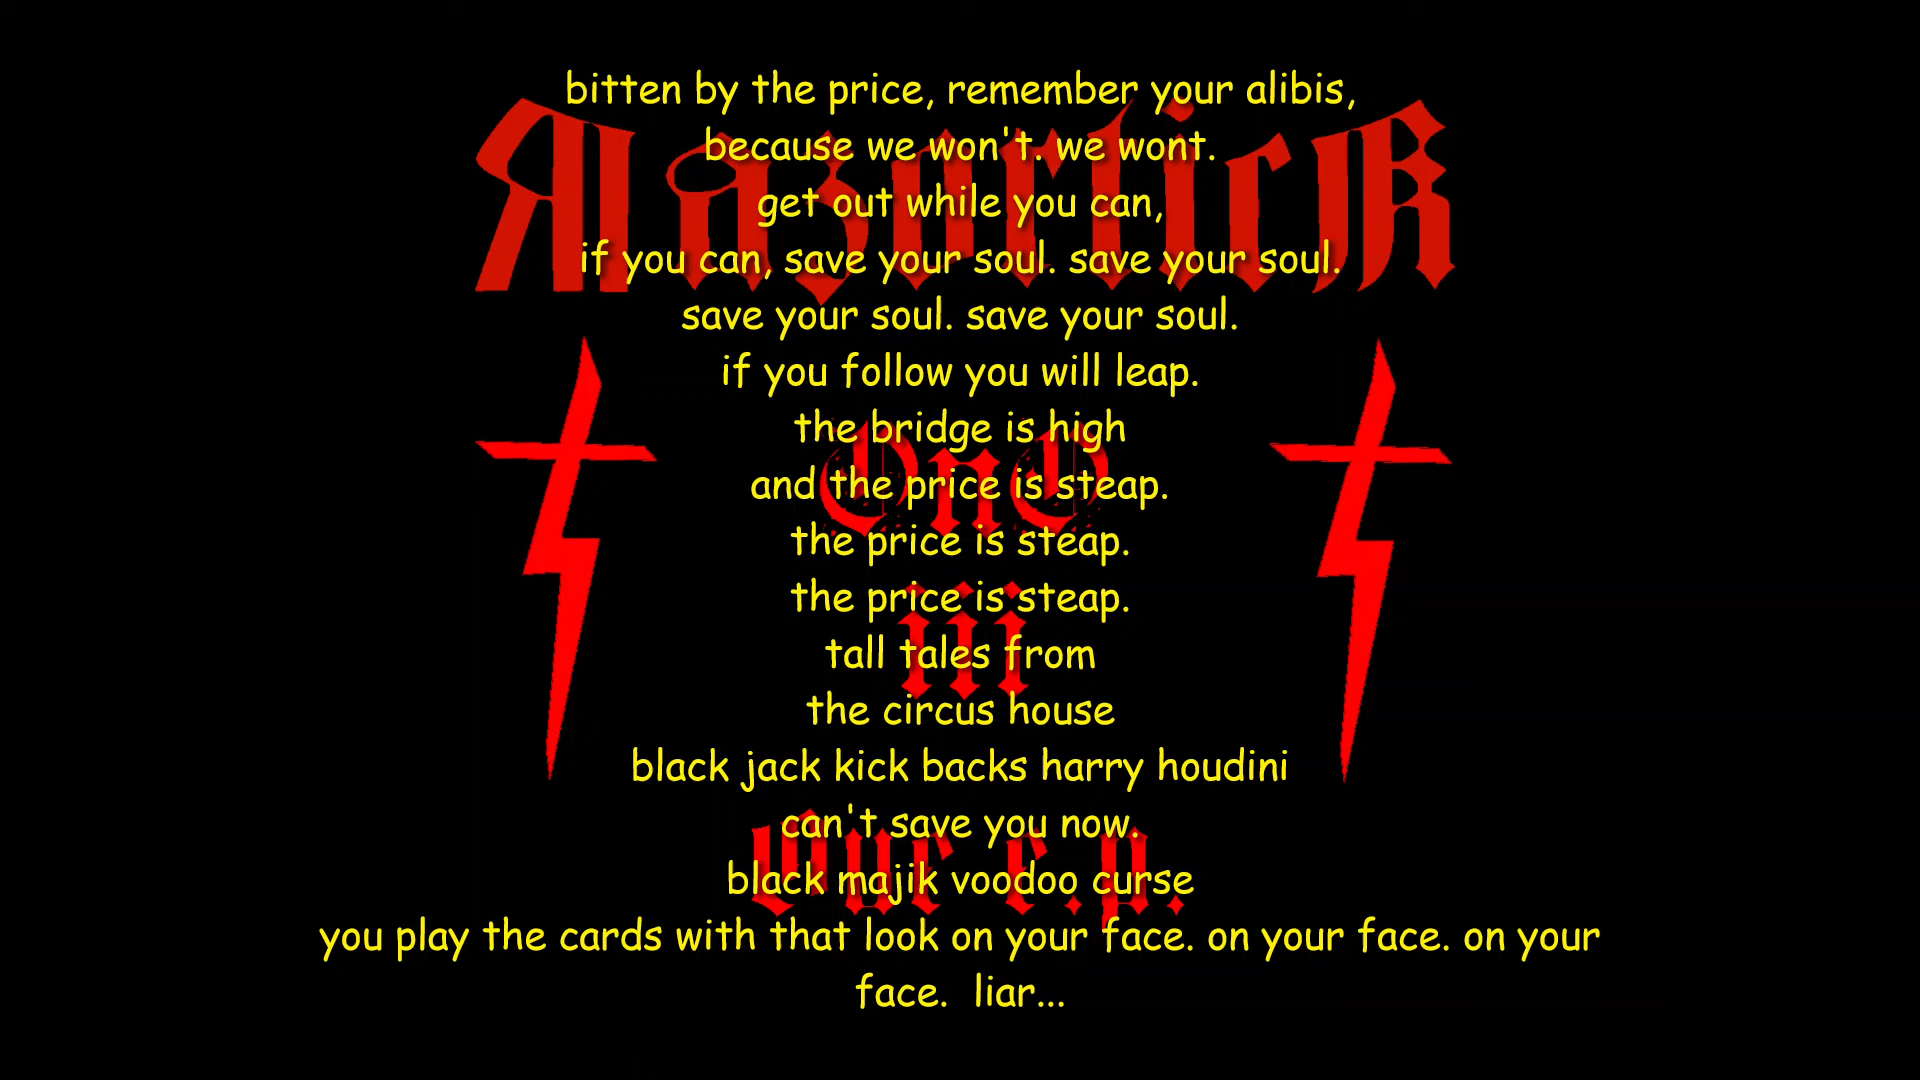 bitten by the price, remember your alibis,
because we won't. we wont.
get out while you can,
if you can, save your soul. save your soul.
save your soul. save your soul.
if you follow you will leap.
the bridge is high
and the price is steap.
the price is steap.
the price is steap.
tall tales from
the circus house
black jack kick backs harry houdini
can't save you now.
black majik voodoo curse
you play the cards with that look on your face. on your face. on your
face.  liar...
RazorticK
OnO
iii
e.p.